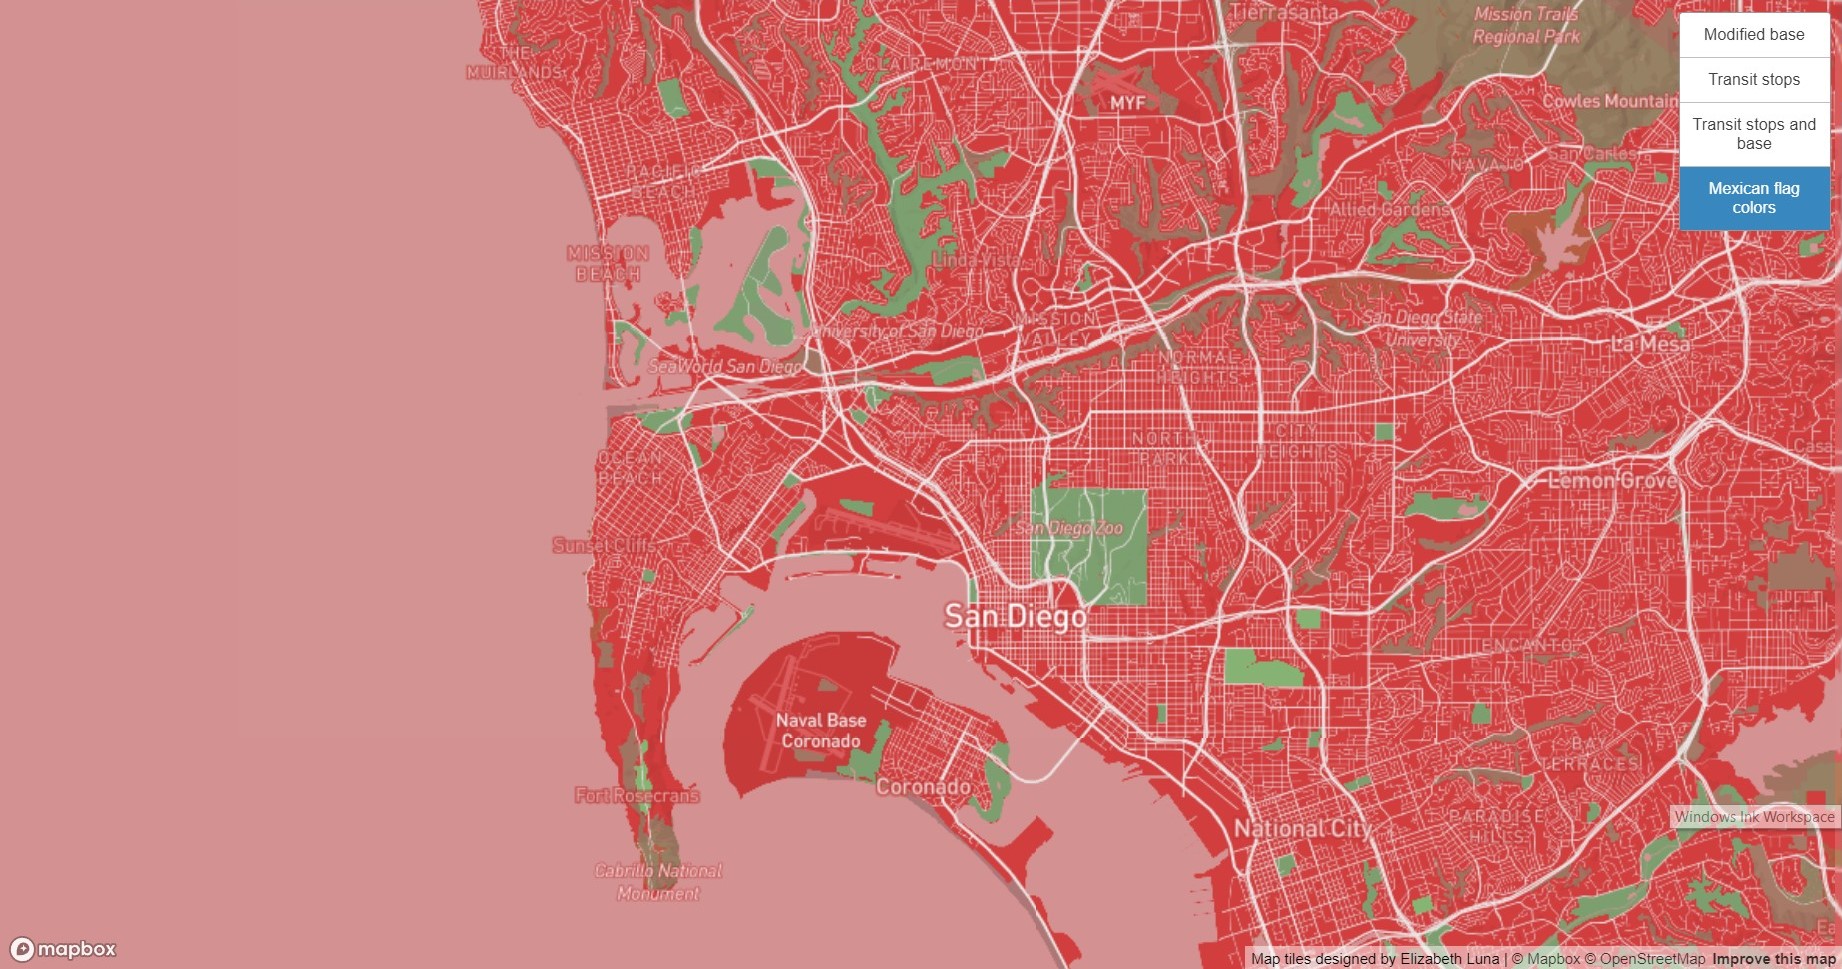 Tierrasanta
Mission Trails
Regional Park
Modified base
Transit stops
Transit stops and
base
Mexican flag
colors
THE
MUIRLANDS
CLAIREMONT
MYF
Cowles Mountain
PACIFIC
BEACH
NAVAJO
San Carlos
Allied Gardens
MISSION
BEACH
Linda Vista
University of San Diego
MISSION
VALLEY
San Diego State
University
La Mesa
SeaWorld San Diego
NORMAL
HEIGHTS
NORTH
PARK
CITY
HEIGHTS
Casa
OCEAN
BEACH
Lemon Grove
San Diego Zoo
Sunset Cliffs
San Diego
ENCANTO
Naval Base
Coronado
BAY
TERRACES
Fort Rosecrans
Coronado
National City
PARADISE
HILLS
Windows Ink Workspace
Cabrillo National
Monument
mapbox
Map tiles designed by Elizabeth Luna | © Mapbox © OpenStreetMap Improve this map